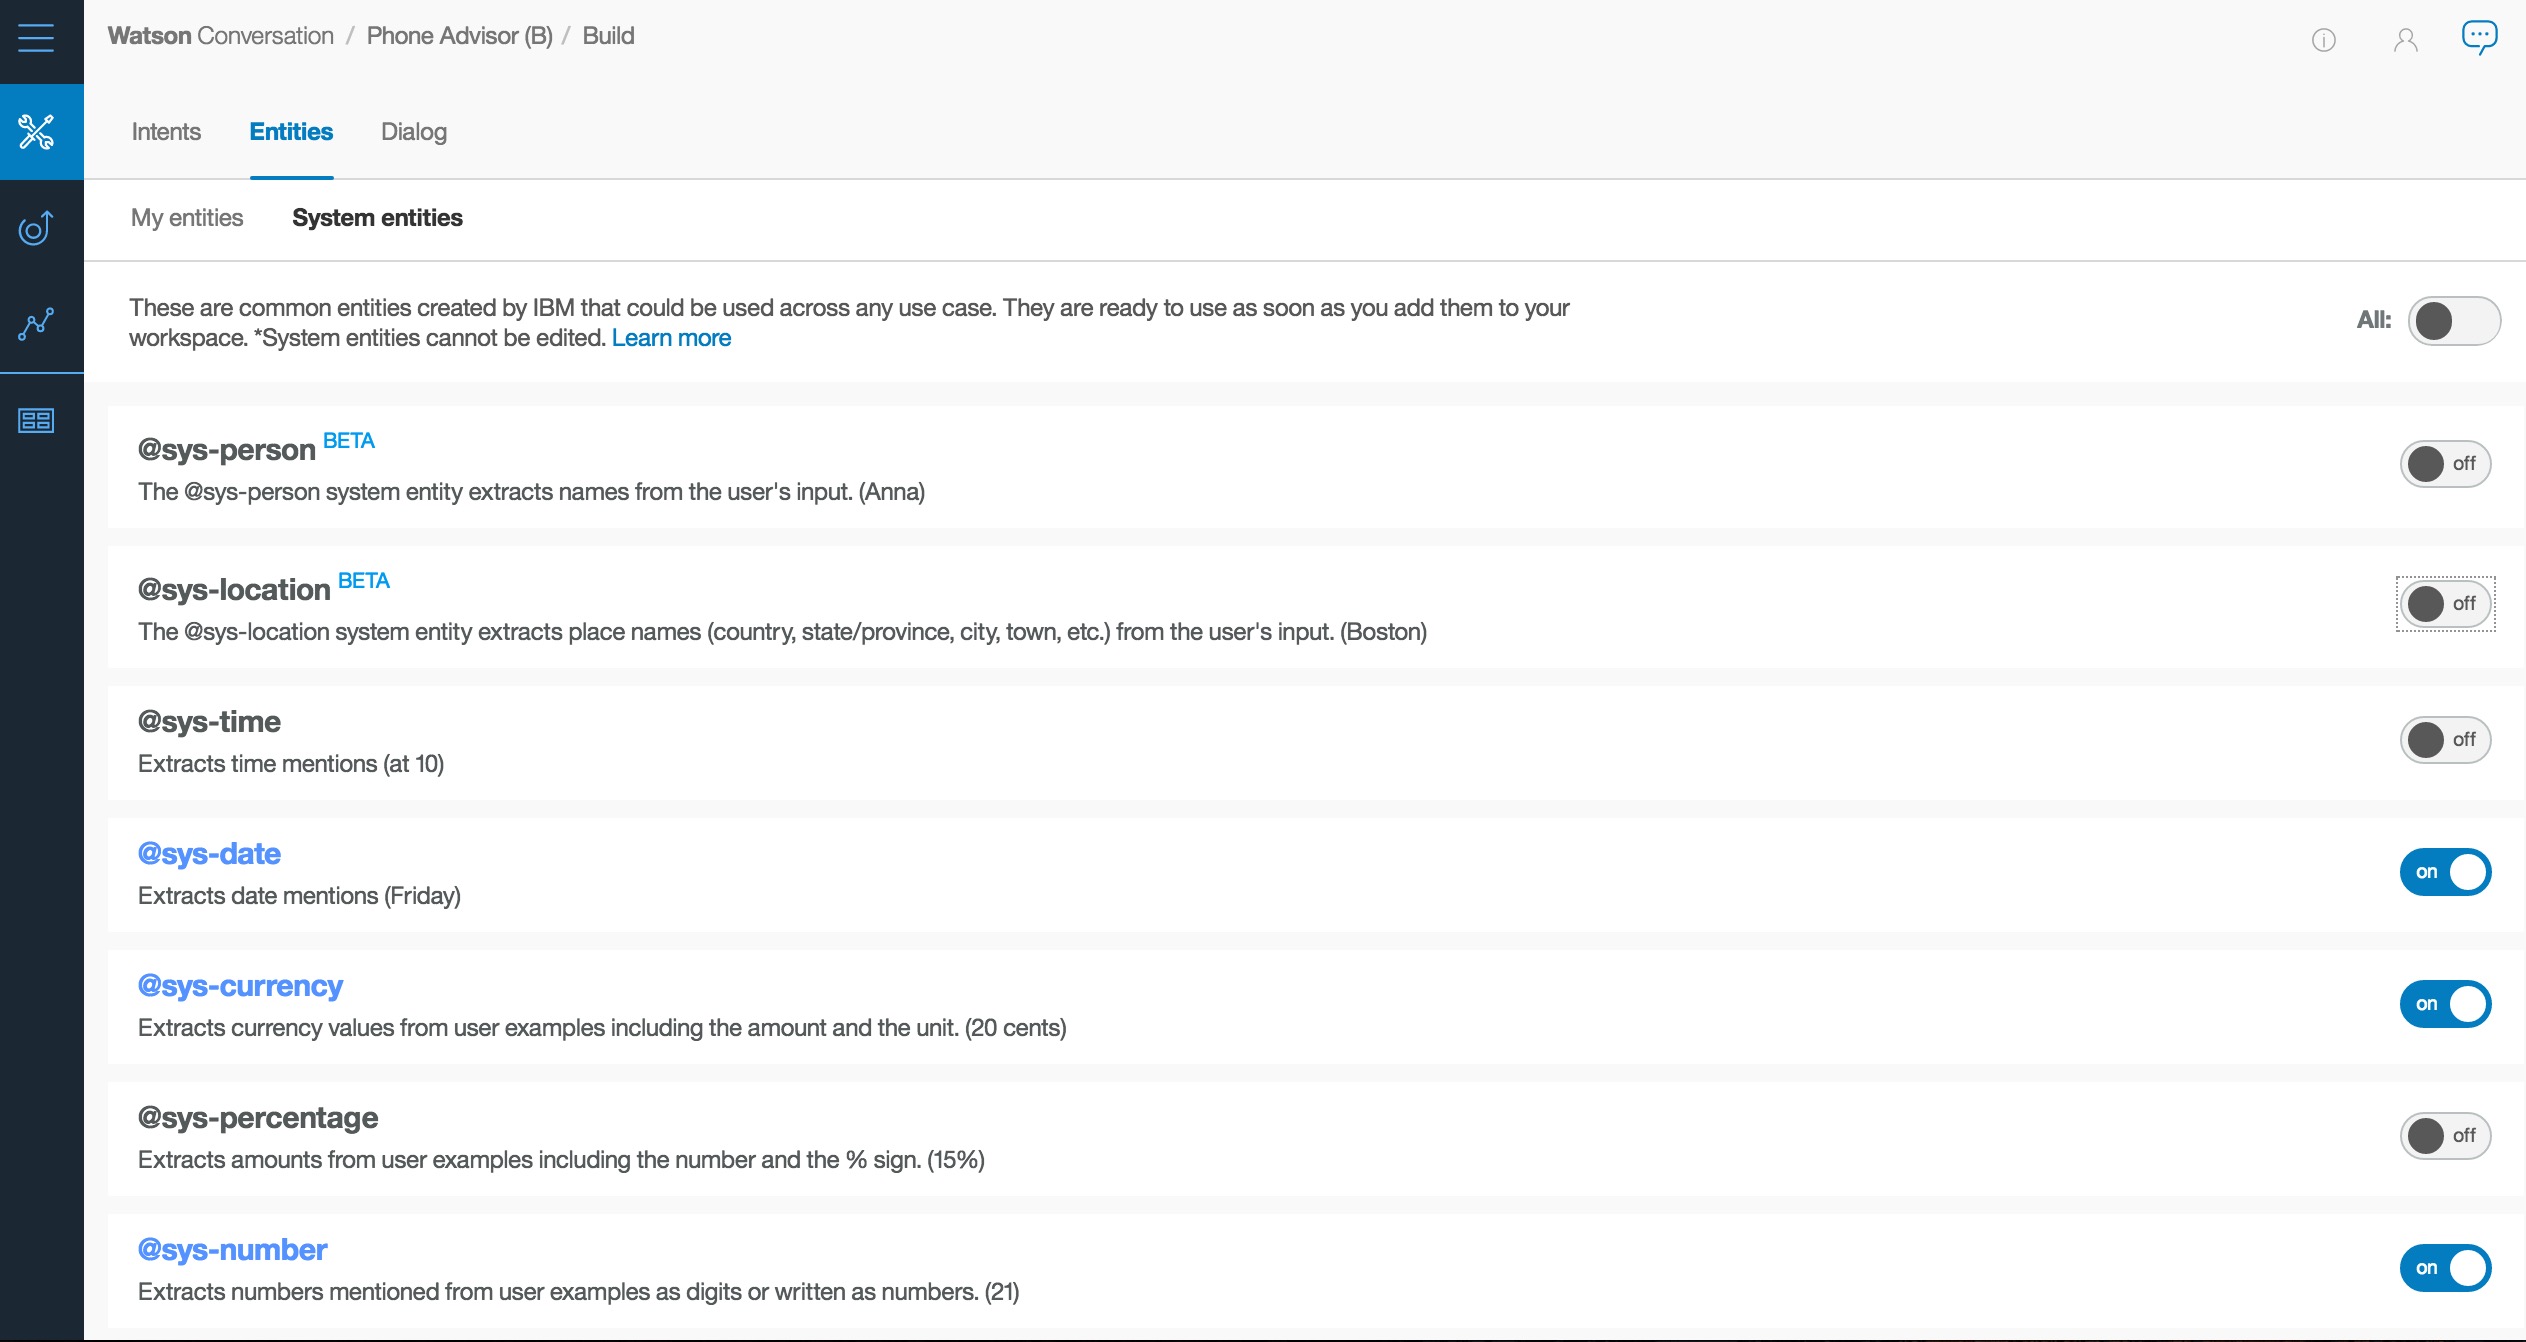 Watson Conversation / Phone Advisor (B) / Build
Intents Entities Dialog
My entities System entities
These are common entities created by IBM that could be used across any use case. They are ready to use as soon as you add them to your
workspace. *System entities cannot be edited. Learn more
All:
@sys-person BETA
The @sys-person system entity extracts names from the user's input. (Anna)
off
@sys-location BETA
The @sys-location system entity extracts place names (country, state/province, city, town, etc.) from the user's input. (Boston)
off
@sys-time
Extracts time mentions (at 10)
off
@sys-date
Extracts date mentions (Friday)
on
@sys-currency
Extracts currency values from user examples including the amount and the unit. (20 cents)
on
@sys-percentage
Extracts amounts from user examples including the number and the % sign. (15%)
off
@sys-number
Extracts numbers mentioned from user examples as digits or written as numbers. (21)
on